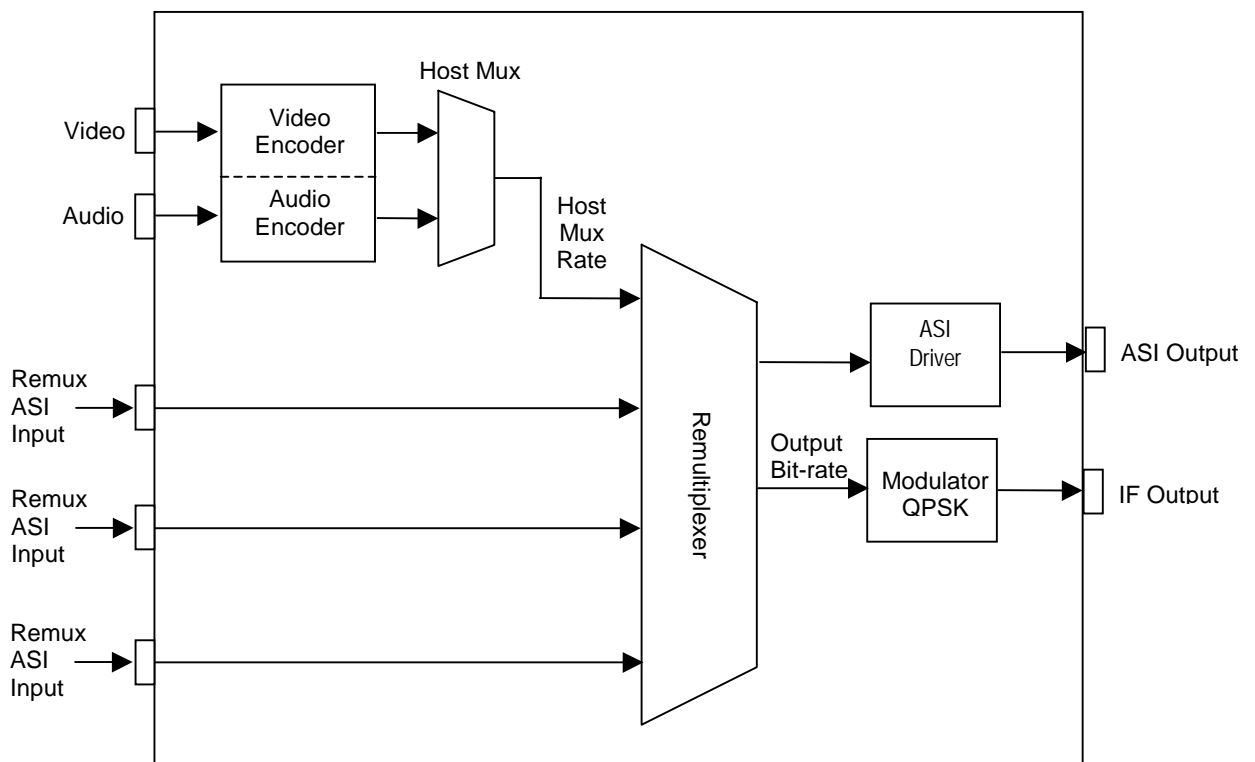 Host Mux
Video
Video
Encoder
Audio
Audio
Encoder
Host
Mux
Rate
ASI
Driver
ASI Output
Remux
ASI
Input
Remultiplexer
Output
Bit-rate
Modulator
QPSK
IF Output
Remux
ASI
Input
Remux
ASI
Input